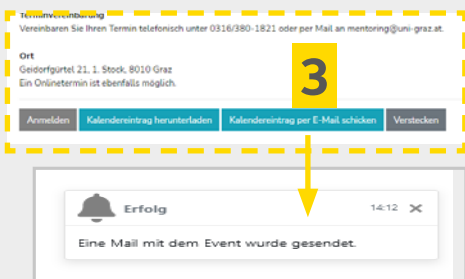 Terminvereinbarung
Vereinbaren Sie Ihren Termin telefonisch unter 0316/380-1821 oder per Mail an mentoring@uni-graz.at.
Ort
Geidorfgürtel 21, 1. Stock, 8010 Graz
Ein Onlinetermin ist ebenfalls möglich.
3
Anmelden Kalendereintrag herunterladen Kalendereintrag per E-Mail schicken Verstecken
Erfolg 14:12
Eine Mail mit dem Event wurde gesendet.